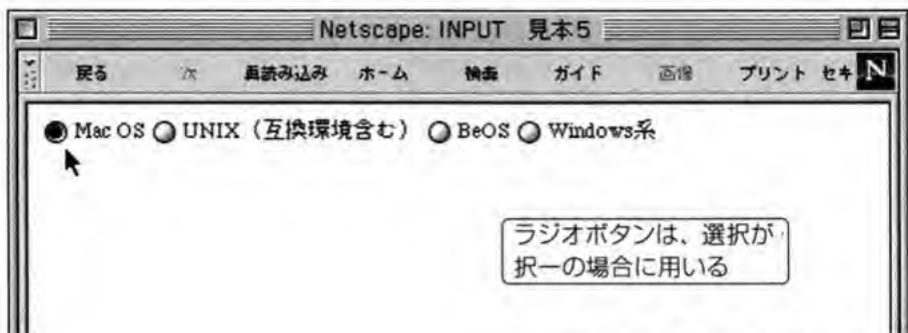 Netscape: INPUT 見本5
戻る 次 再読み込み ホーム 検索 ガイド 画像 プリント セキ N
Mac OS UNIX（互換環境含む） BeOS Windows系
ラジオボタンは、選択が
択一の場合に用いる